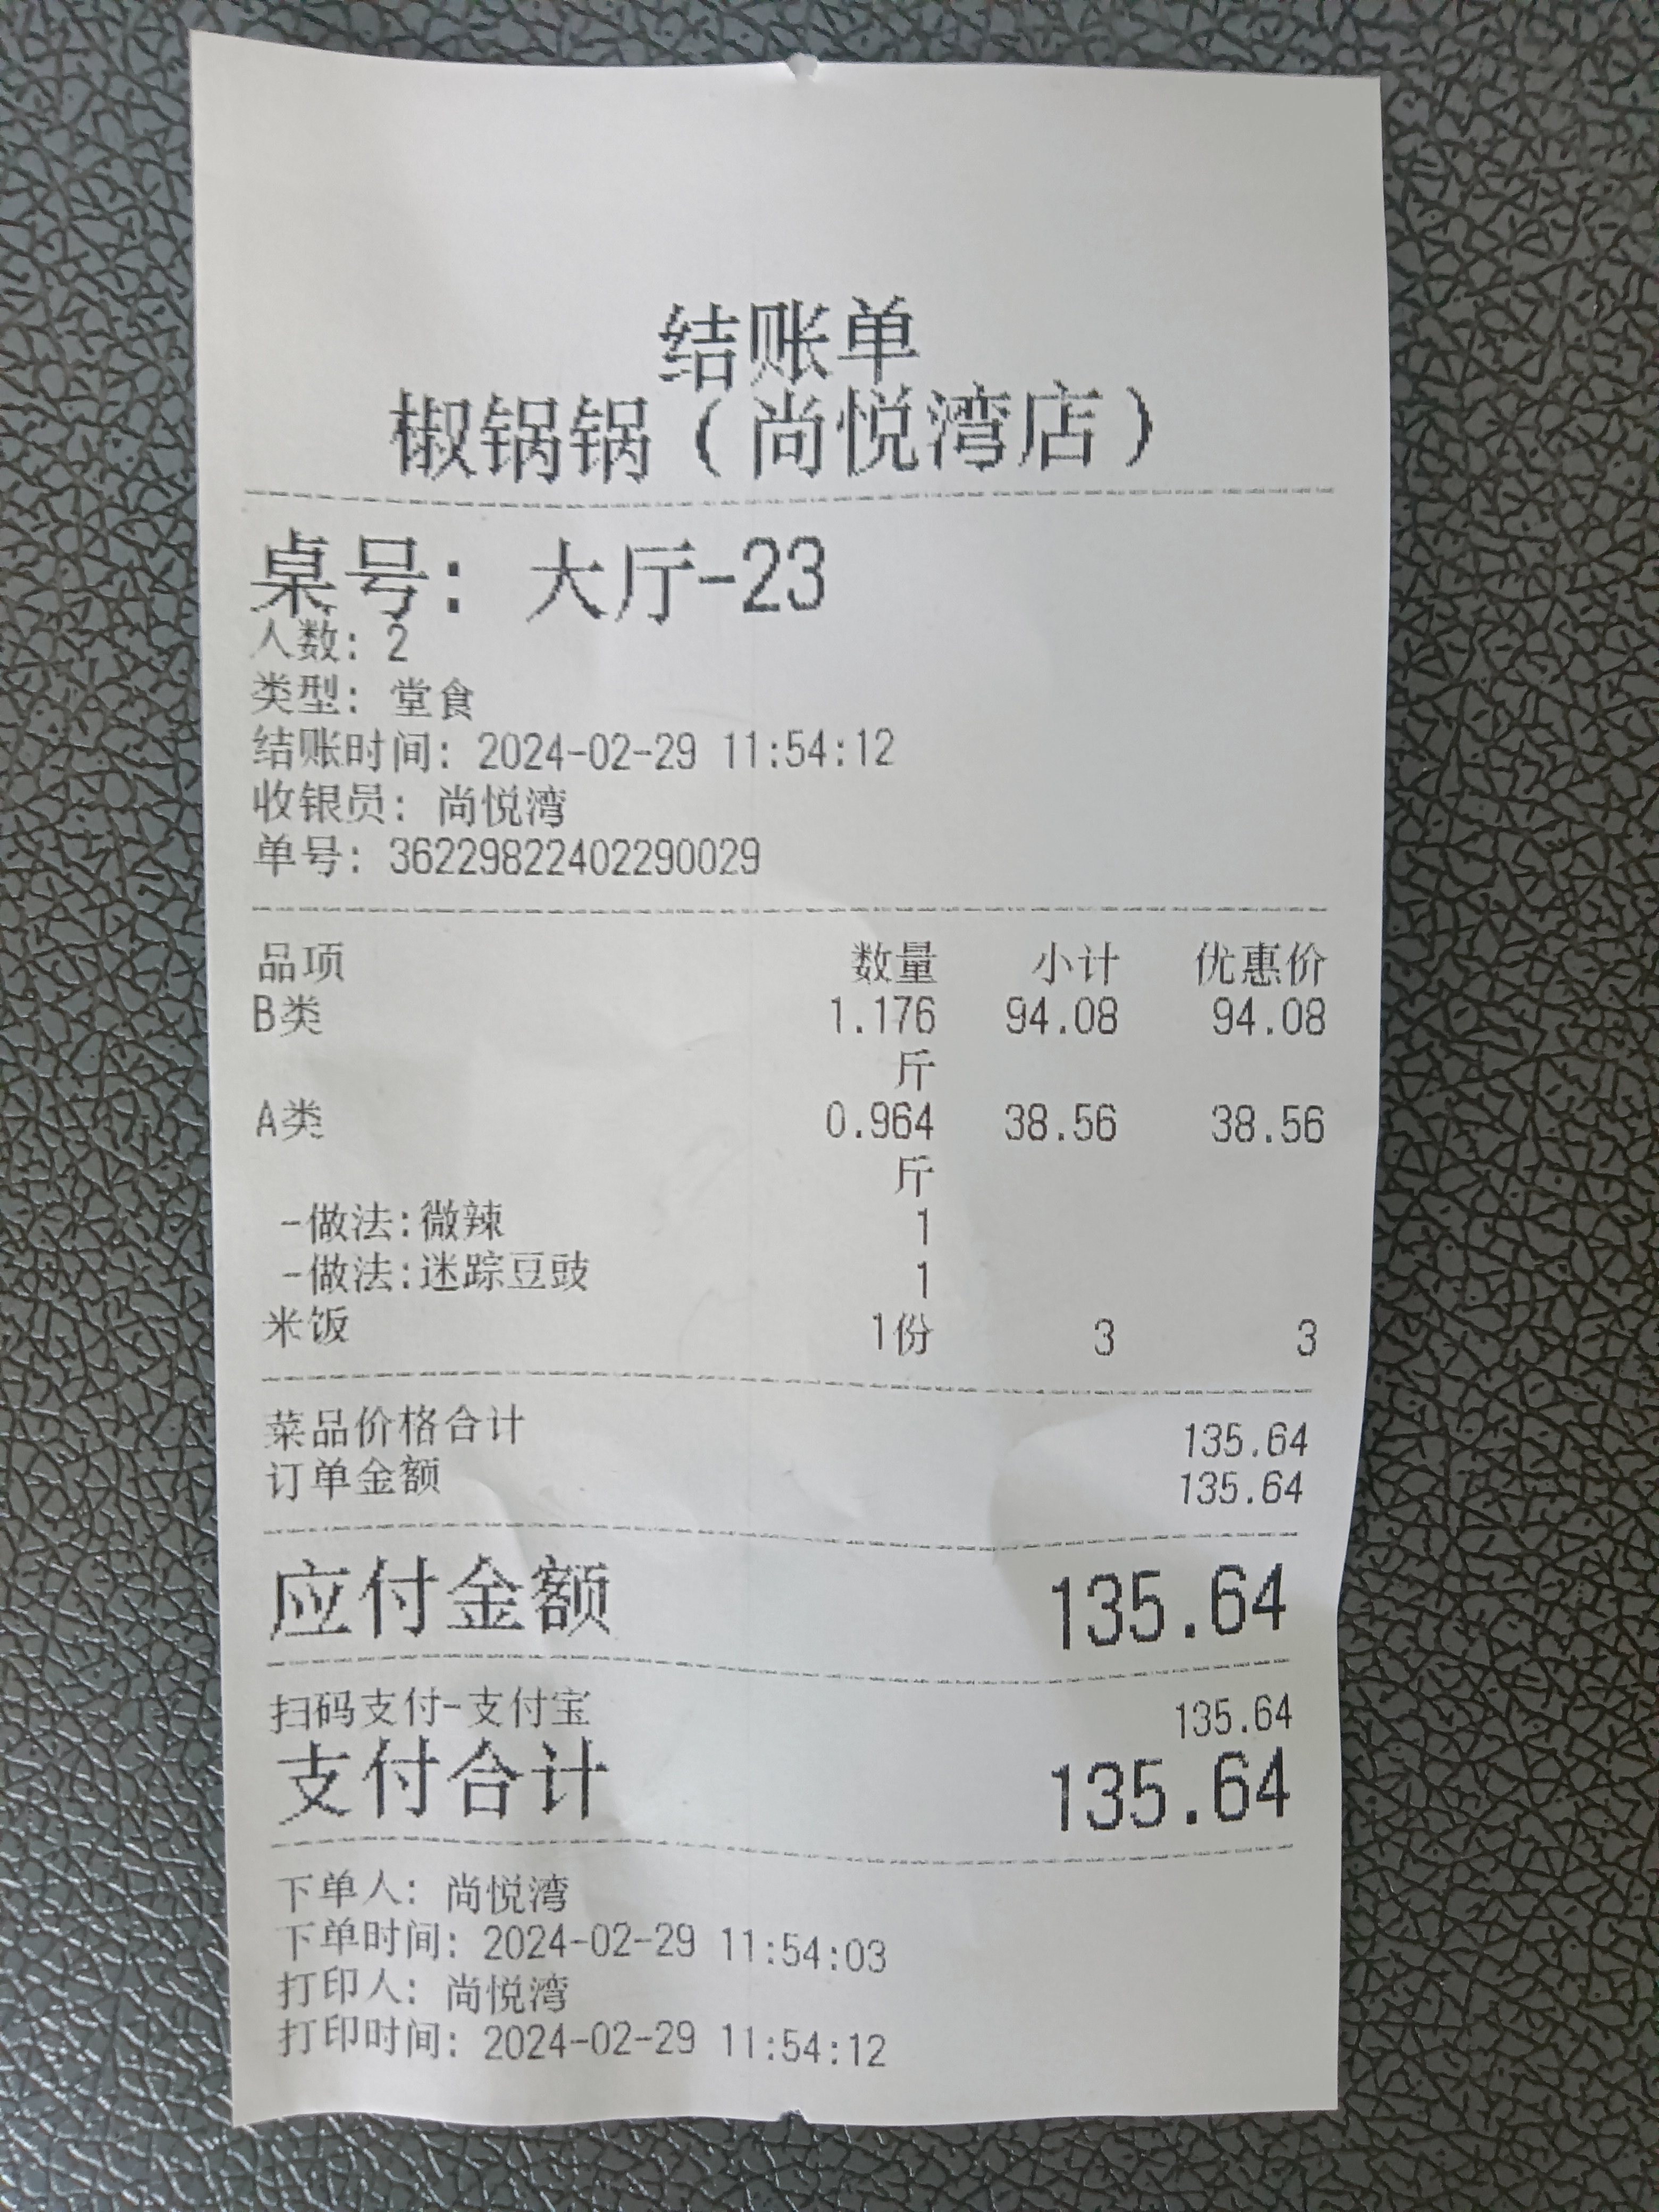 结账单
椒锅锅（尚悦湾店）
桌号: 大厅-23
人数: 2
类型: 堂食
结账时间: 2024-02-29 11:54:12
收银员: 尚悦湾
单号: 36229822402290029
品项 数量 小计 优惠价
B类 1.176 94.08 94.08
斤
A类 0.964 38.56 38.56
斤
-做法:微辣 1
-做法:迷踪豆豉 1
米饭 1份 3 3
菜品价格合计 135.64
订单金额 135.64
应付金额 135.64
扫码支付-支付宝 135.64
支付合计 135.64
下单人: 尚悦湾
下单时间: 2024-02-29 11:54:03
打印人: 尚悦湾
打印时间: 2024-02-29 11:54:12